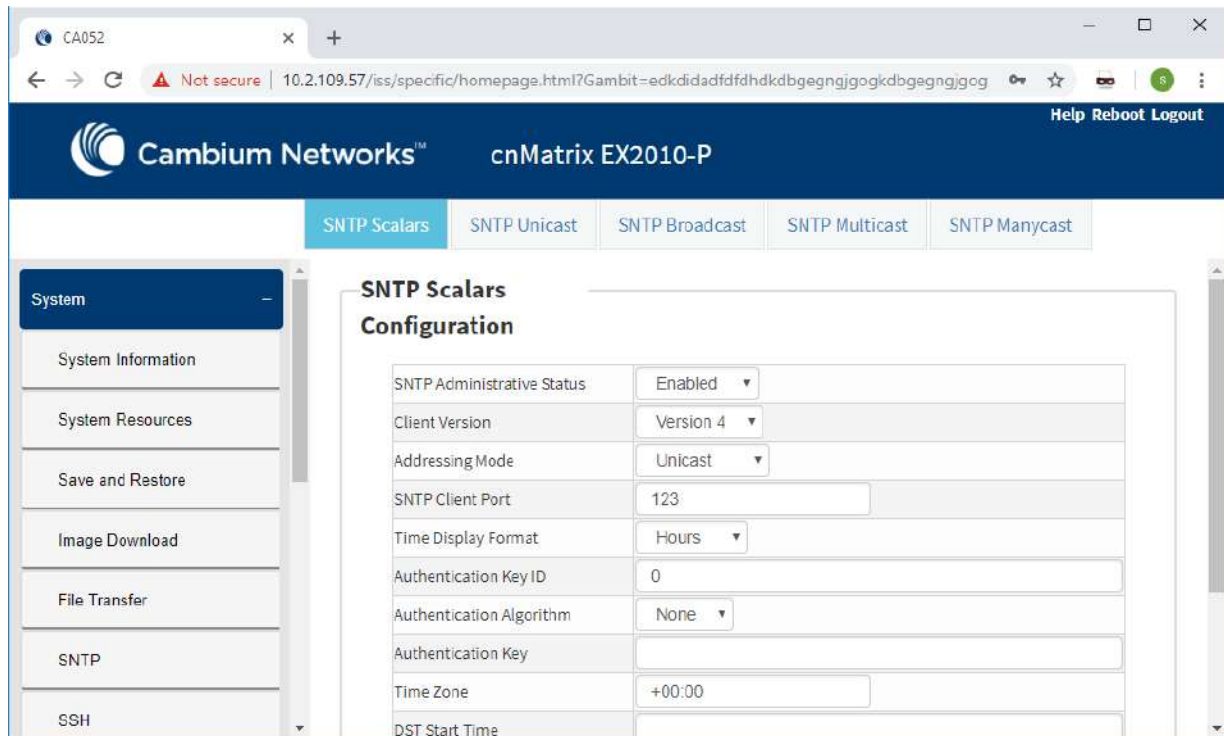 CA052
Not secure | 10.2.109.57/iss/specific/homepage.html?Gambit=edkdidadfdfdhdkdbgegngjgogkdbgegngjgog
S
Help Reboot Logout
Cambium Networks™ cnMatrix EX2010-P
SNTP Scalars SNTP Unicast SNTP Broadcast SNTP Multicast SNTP Manycast
System
System Information
System Resources
Save and Restore
Image Download
File Transfer
SNTP
SSH
SNTP Scalars
Configuration
SNTP Administrative Status Enabled
Client Version Version 4
Addressing Mode Unicast
SNTP Client Port 123
Time Display Format Hours
Authentication Key ID 0
Authentication Algorithm None
Authentication Key
Time Zone +00:00
DST Start Time